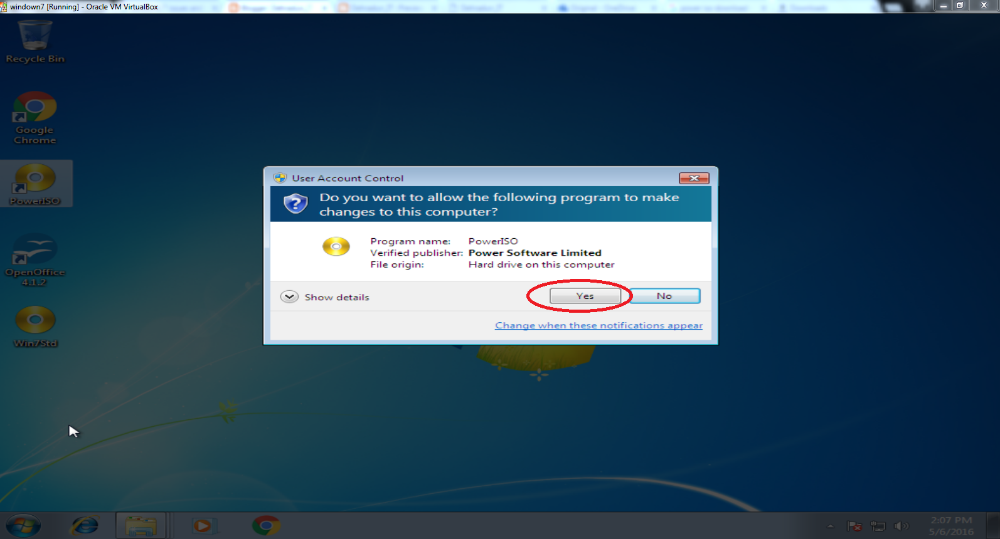 windown7 [Running] - Oracle VM VirtualBox
Recycle Bin
Google
Chrome
PowerISO
OpenOffice
4.1.2
Win7Std
User Account Control
Do you want to allow the following program to make
changes to this computer?
Program name: PowerISO
Verified publisher: Power Software Limited
File origin: Hard drive on this computer
Show details
Yes
No
Change when these notifications appear
2:07 PM
5/6/2016